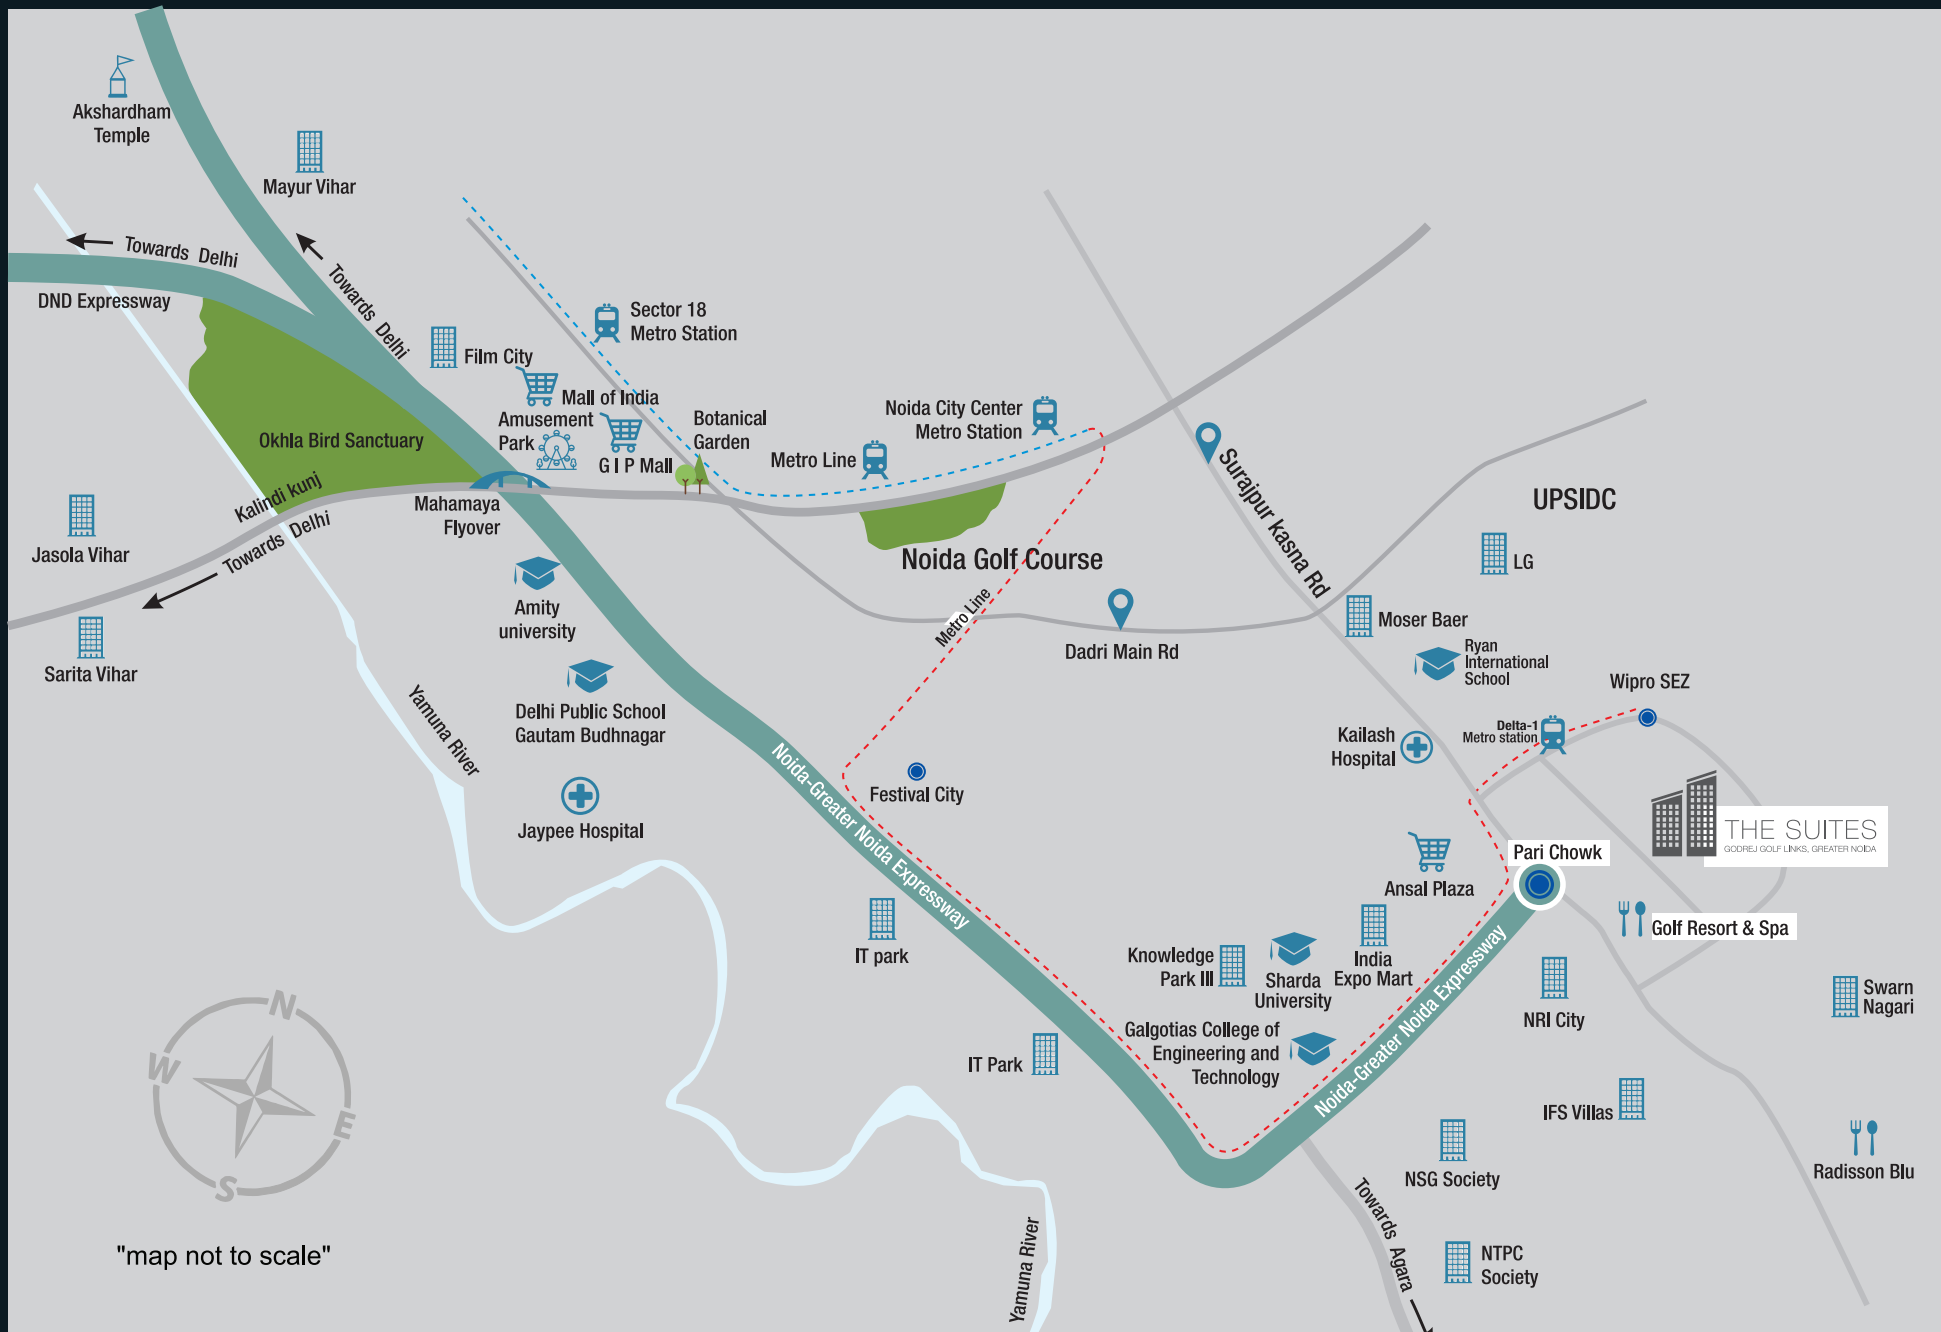 Akshardham
Temple
Mayur Vihar
Towards Delhi
DND Expressway
Towards Delhi
Sector 18
Metro Station
Film City
Mall of India
Amusement
Park
G I P Mall
Botanical
Garden
Noida City Center
Metro Station
Metro Line
Okhla Bird Sanctuary
Kalindi kunj
Towards Delhi
Mahamaya
Flyover
Jasola Vihar
Sarita Vihar
Amity
university
Delhi Public School
Gautam Budhnagar
Yamuna River
Jaypee Hospital
Noida Golf Course
Metro Line
Dadri Main Rd
Surajpur kasna Rd
UPSIDC
LG
Moser Baer
Ryan
International
School
Wipro SEZ
Delta-1
Metro station
Kailash
Hospital
Festival City
Noida-Greater Noida Expressway
THE SUITES
GODREJ GOLF LINKS, GREATER NOIDA
Pari Chowk
Ansal Plaza
Golf Resort & Spa
IT park
Knowledge
Park III
Sharda
University
India
Expo Mart
Galgotias College of
Engineering and
Technology
Noida-Greater Noida Expressway
NRI City
Swarn
Nagari
IT Park
IFS Villas
NSG Society
Radisson Blu
NTPC
Society
Towards Agara
Yamuna River
N
W
E
S
"map not to scale"